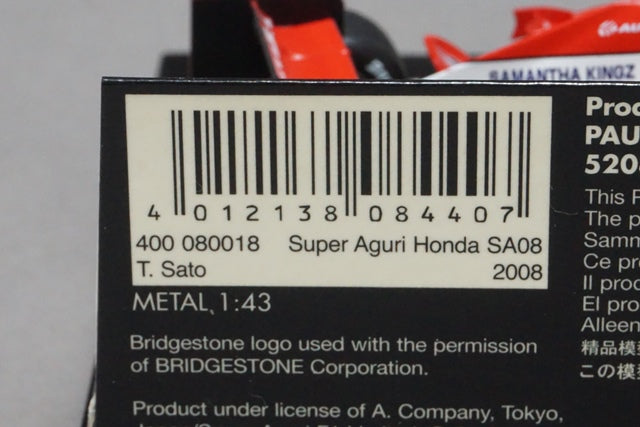 SAMANTHA KINGZ
4 012138 084407
400 080018 Super Aguri Honda SA08
T. Sato 2008
METAL, 1:43
Bridgestone logo used with the permission
of BRIDGESTONE Corporation.
Product under license of A. Company, Tokyo,
PAU
520
This
The p
Samm
Ce pro
Il prod
El pro
Alleen
精品模
この模